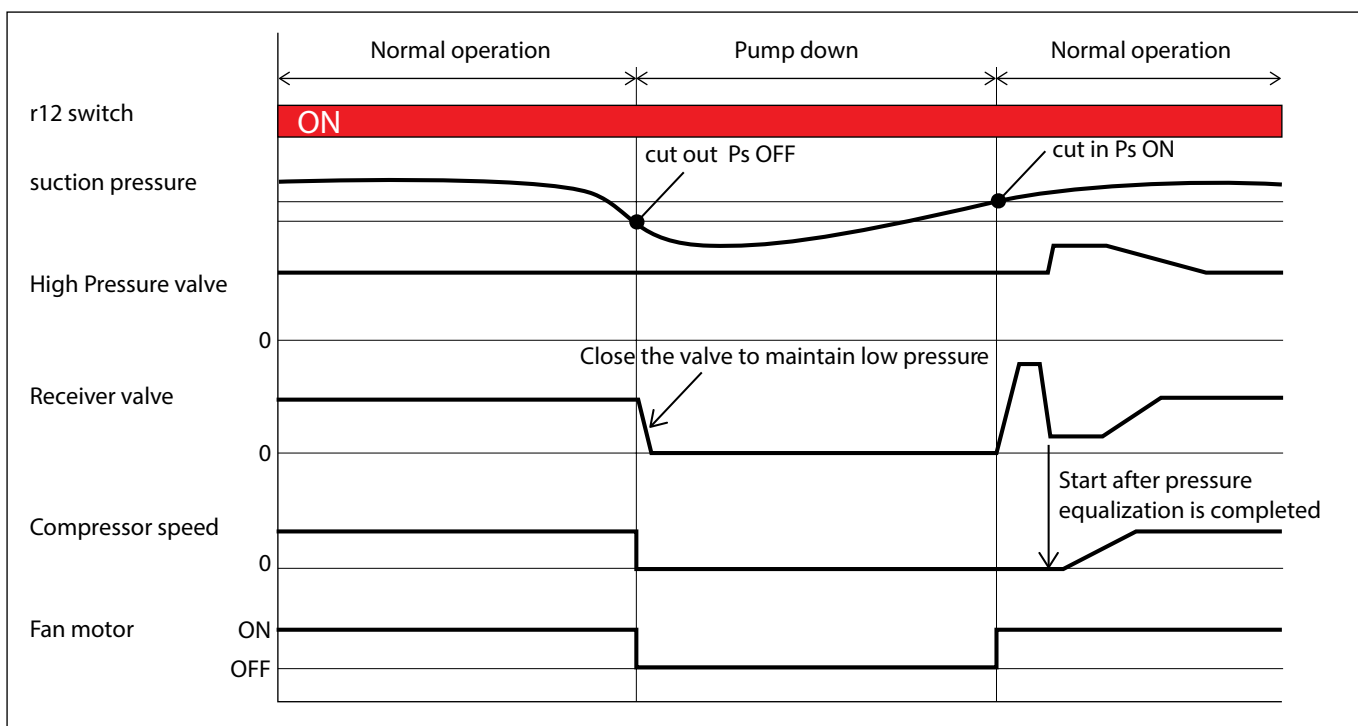 Normal operation
Pump down
Normal operation
r12 switch
ON
cut out Ps OFF
cut in Ps ON
suction pressure
High Pressure valve
0
Close the valve to maintain low pressure
Receiver valve
0
Start after pressure
equalization is completed
Compressor speed
0
Fan motor
ON
OFF